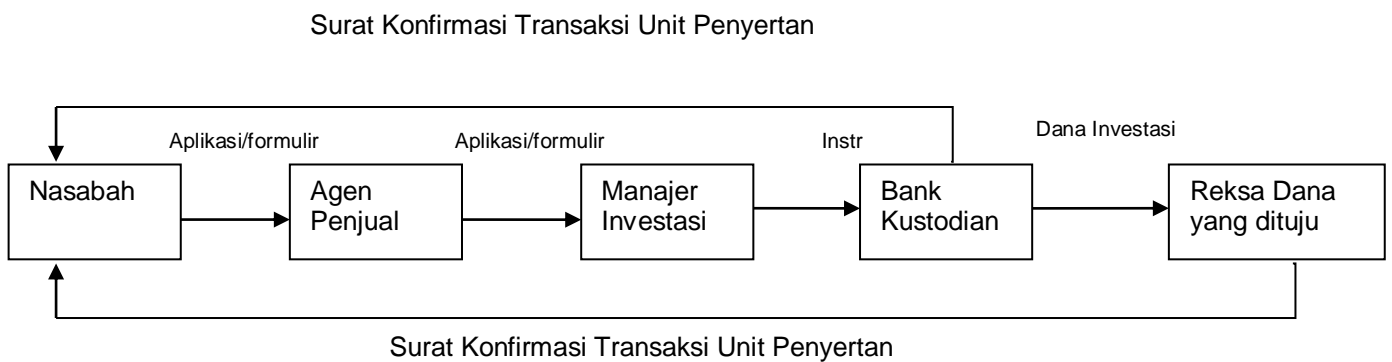 Surat Konfirmasi Transaksi Unit Penyertan
Aplikasi/formulir
Aplikasi/formulir
Instr
Dana Investasi
Nasabah
Agen
Penjual
Manajer
Investasi
Bank
Kustodian
Reksa Dana
yang dituju
Surat Konfirmasi Transaksi Unit Penyertan